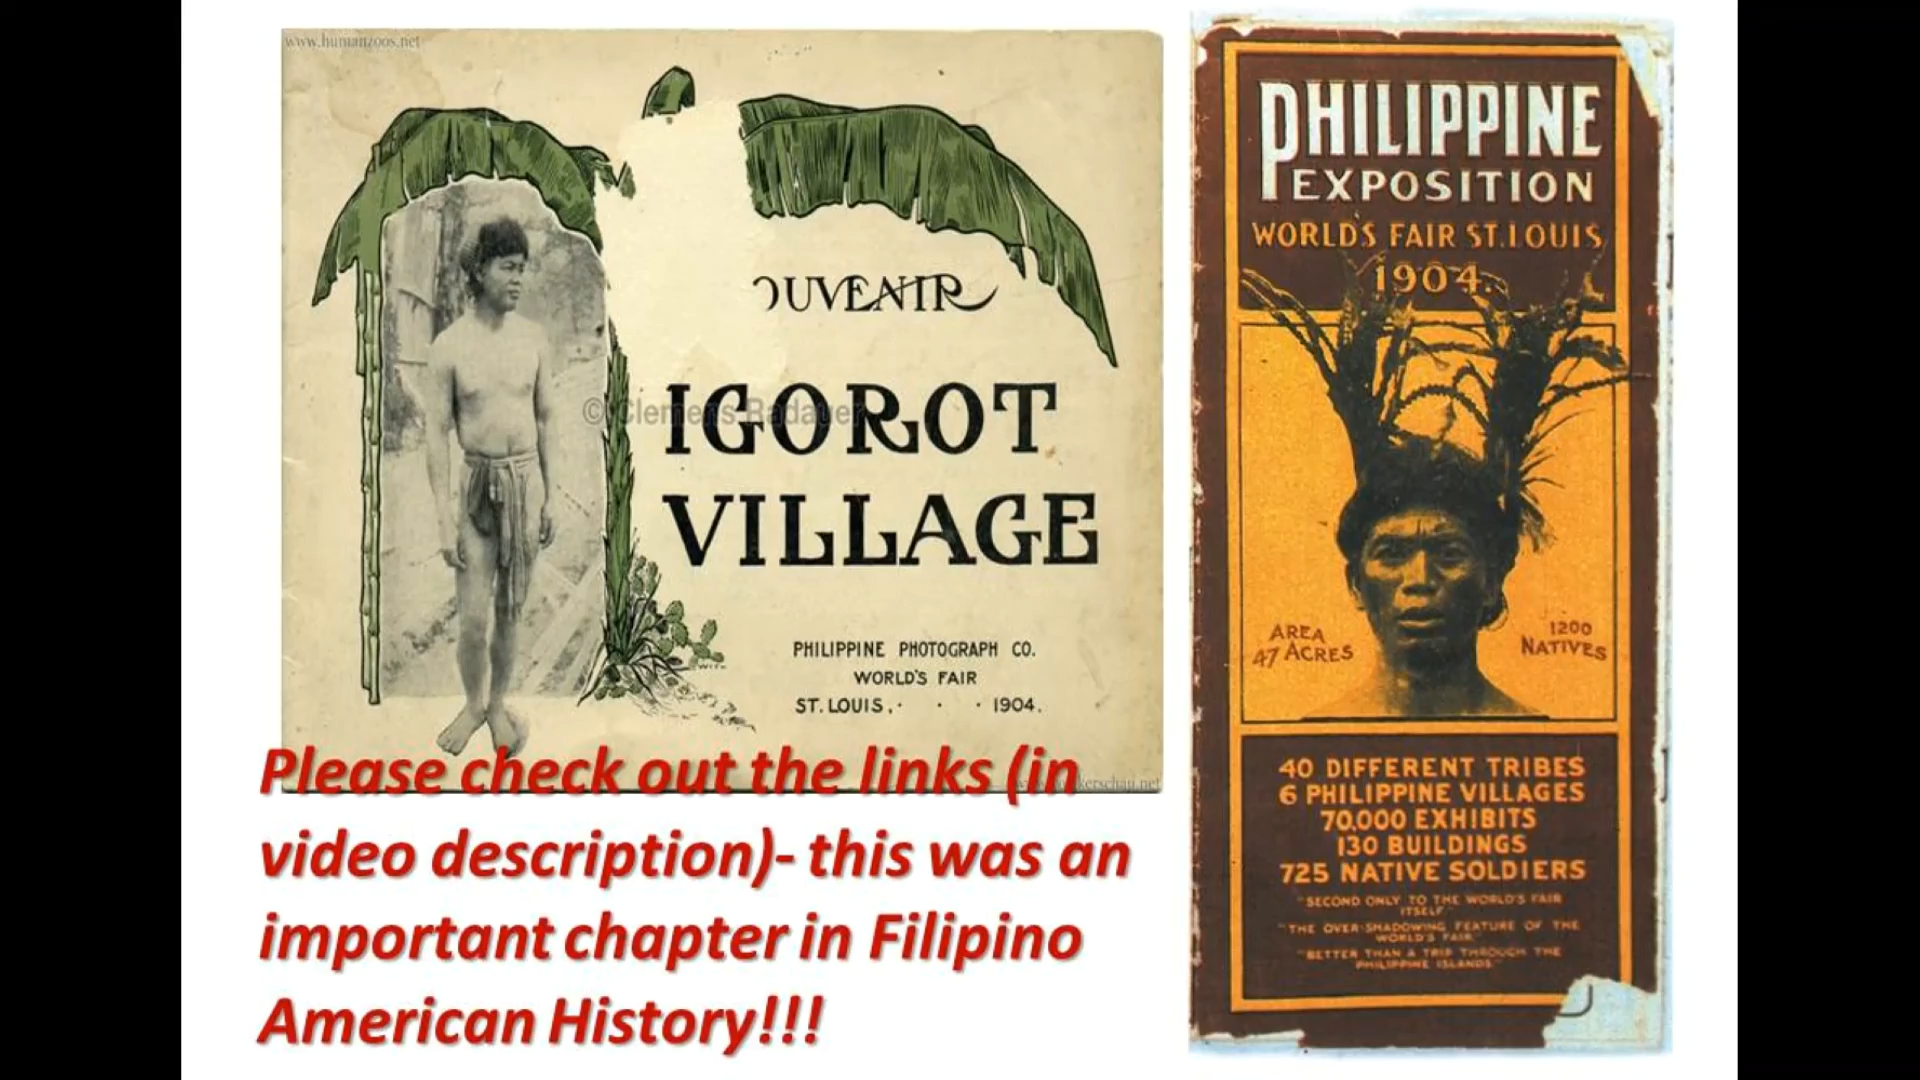 www.humanzoos.net
OUVENIR
IGOROT
© Clemens Radauer
VILLAGE
PHILIPPINE PHOTOGRAPH CO.
WORLD'S FAIR
ST. LOUIS, · · · 1904.
Please check out the links (in
video description)- this was an
important chapter in Filipino
American History!!!
PHILIPPINE
EXPOSITION
WORLD'S FAIR ST. LOUIS
1904.
AREA
47 ACRES
1200
NATIVES
40 DIFFERENT TRIBES
6 PHILIPPINE VILLAGES
70,000 EXHIBITS
130 BUILDINGS
725 NATIVE SOLDIERS
"SECOND ONLY TO THE WORLD'S FAIR
ITSELF"
"THE OVER-SHADOWING FEATURE OF THE
WORLD'S FAIR"
"BETTER THAN A TRIP THROUGH THE
PHILIPPINE ISLANDS."